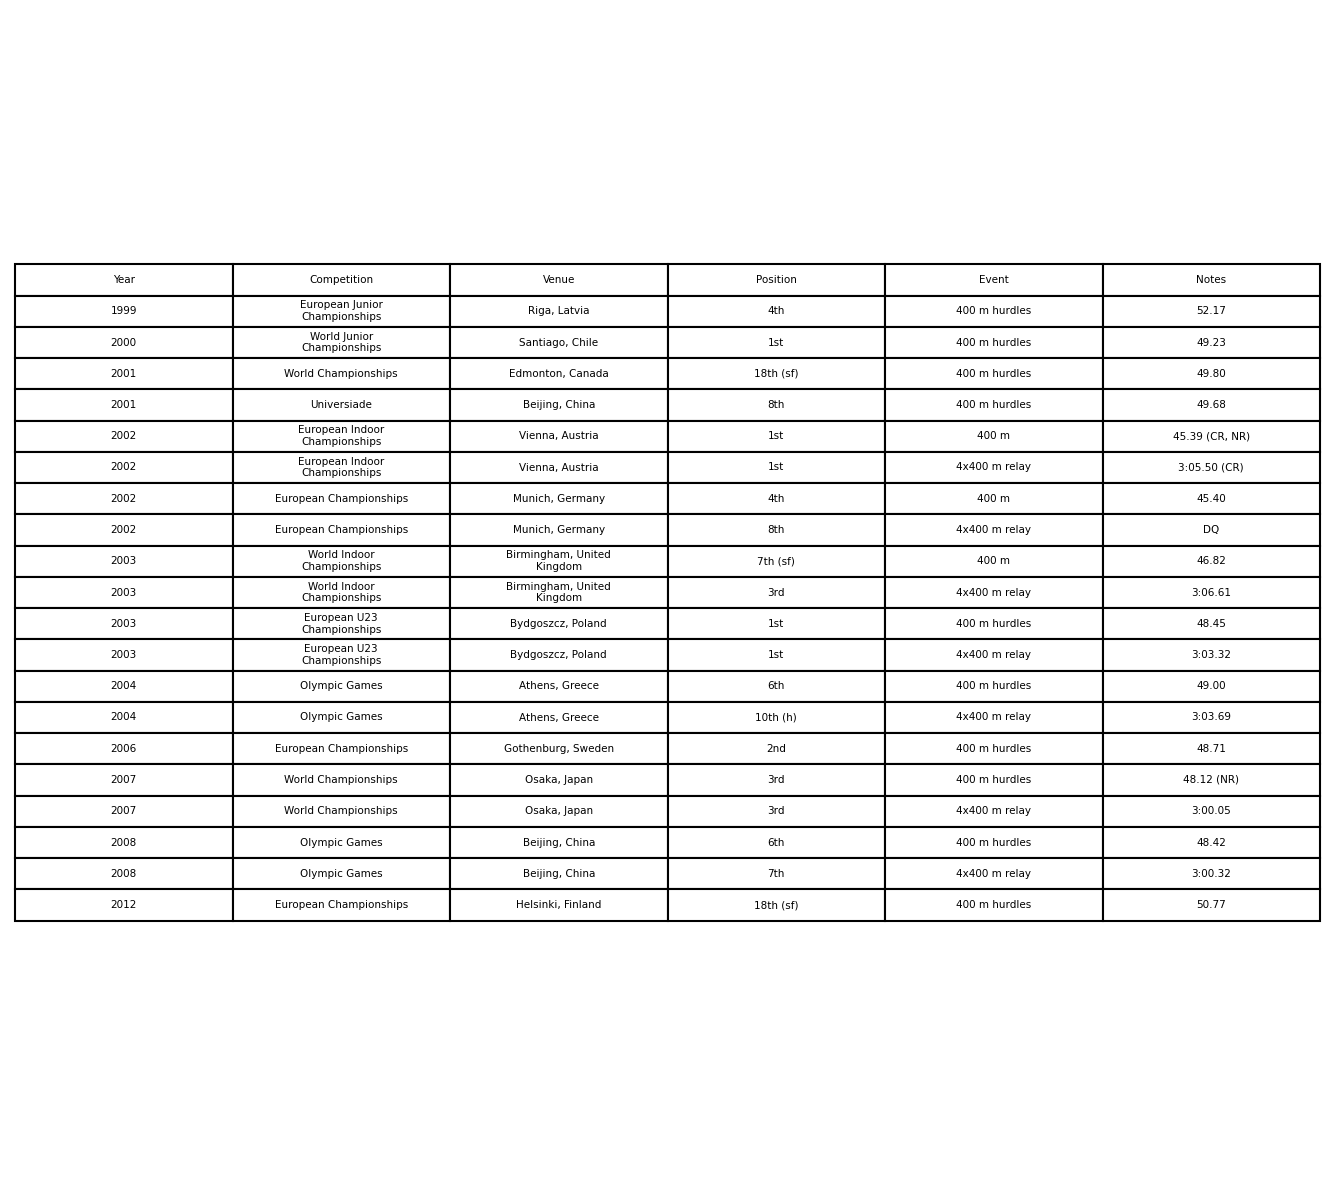 Year Competition Venue Position Event Notes
1999 European Junior Championships Riga, Latvia 4th 400 m hurdles 52.17
2000 World Junior Championships Santiago, Chile 1st 400 m hurdles 49.23
2001 World Championships Edmonton, Canada 18th (sf) 400 m hurdles 49.80
2001 Universiade Beijing, China 8th 400 m hurdles 49.68
2002 European Indoor Championships Vienna, Austria 1st 400 m 45.39 (CR, NR)
2002 European Indoor Championships Vienna, Austria 1st 4x400 m relay 3:05.50 (CR)
2002 European Championships Munich, Germany 4th 400 m 45.40
2002 European Championships Munich, Germany 8th 4x400 m relay DQ
2003 World Indoor Championships Birmingham, United Kingdom 7th (sf) 400 m 46.82
2003 World Indoor Championships Birmingham, United Kingdom 3rd 4x400 m relay 3:06.61
2003 European U23 Championships Bydgoszcz, Poland 1st 400 m hurdles 48.45
2003 European U23 Championships Bydgoszcz, Poland 1st 4x400 m relay 3:03.32
2004 Olympic Games Athens, Greece 6th 400 m hurdles 49.00
2004 Olympic Games Athens, Greece 10th (h) 4x400 m relay 3:03.69
2006 European Championships Gothenburg, Sweden 2nd 400 m hurdles 48.71
2007 World Championships Osaka, Japan 3rd 400 m hurdles 48.12 (NR)
2007 World Championships Osaka, Japan 3rd 4x400 m relay 3:00.05
2008 Olympic Games Beijing, China 6th 400 m hurdles 48.42
2008 Olympic Games Beijing, China 7th 4x400 m relay 3:00.32
2012 European Championships Helsinki, Finland 18th (sf) 400 m hurdles 50.77